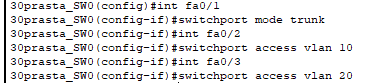 30prasta_SW0(config)#int fa0/1
30prasta_SW0(config-if)#switchport mode trunk
30prasta_SW0(config-if)#int fa0/2
30prasta_SW0(config-if)#switchport access vlan 10
30prasta_SW0(config-if)#int fa0/3
30prasta_SW0(config-if)#switchport access vlan 20